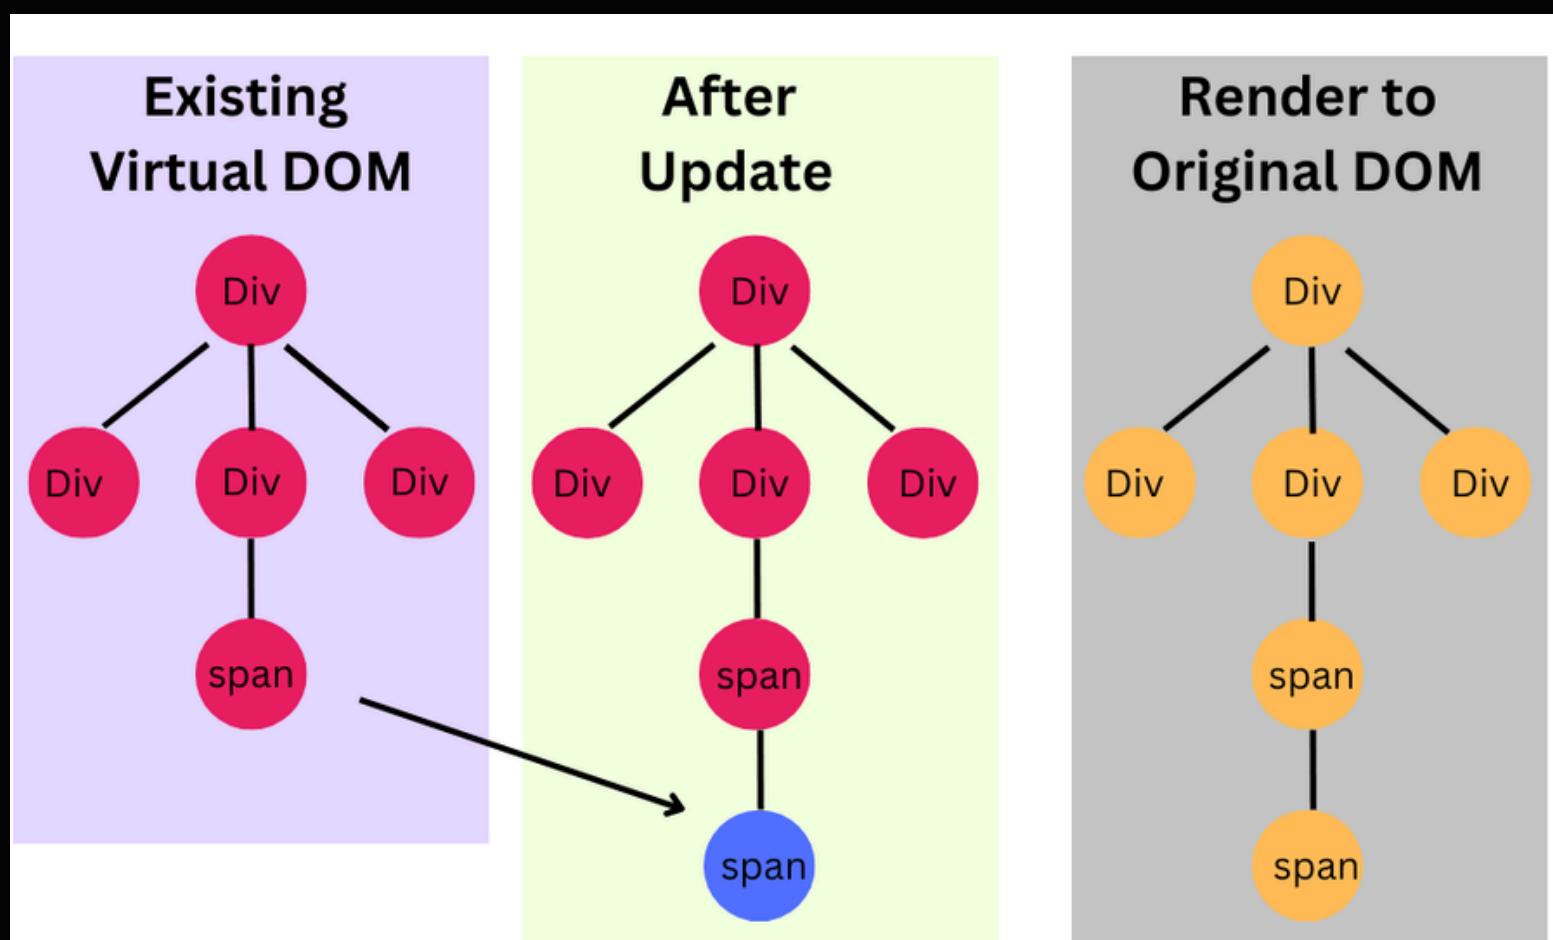 Existing
Virtual DOM
Div
Div
Div
Div
span
After
Update
Div
Div
Div
Div
span
span
Render to
Original DOM
Div
Div
Div
Div
span
span